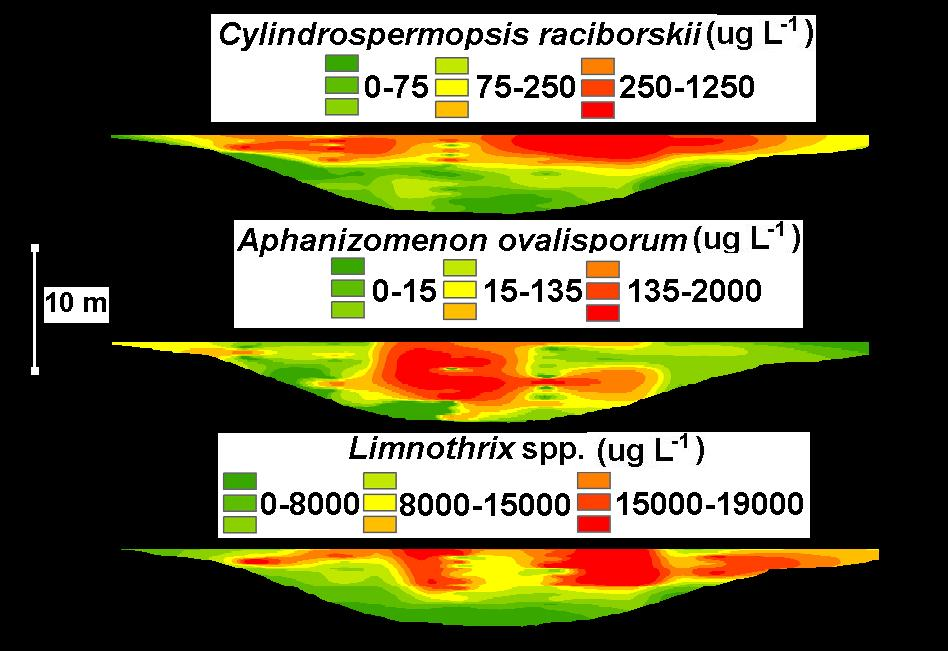 Cylindrospermopsis raciborskii (ug L-1)
0-75 75-250 250-1250
Aphanizomenon ovalisporum (ug L-1)
0-15 15-135 135-2000
10 m
Limnothrix spp. (ug L-1)
0-8000 8000-15000 15000-19000